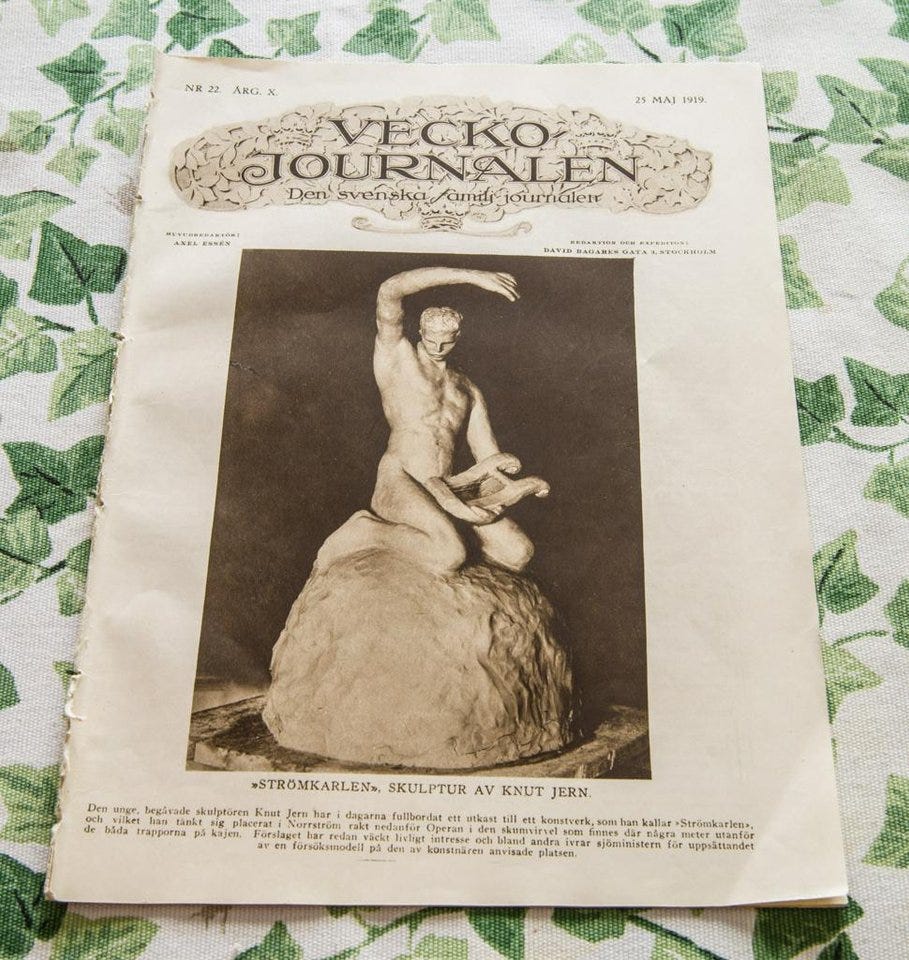 NR 22. ÅRG. X.
25 MAJ 1919.
VECKO-
JOURNALEN
Den svenska familj-journalen
HUVUDREDAKTÖR:
AXEL ESSÉN
REDAKTION OCH EXPEDITION:
DAVID BAGARES GATA 3, STOCKHOLM
»STRÖMKARLEN», SKULPTUR AV KNUT JERN.
Den unge, begåvade skulptören Knut Jern har i dagarna fullbordat ett utkast till ett konstverk, som han kallar »Strömkarlen»,
och vilket han tänkt sig placerat i Norrström rakt nedanför Operan i den skumvirvel som finnes där några meter utanför
de båda trapporna på kajen. Förslaget har redan väckt livligt intresse och bland andra ivrar sjöministern för uppsättandet
av en försöksmodell på den av konstnären anvisade platsen.